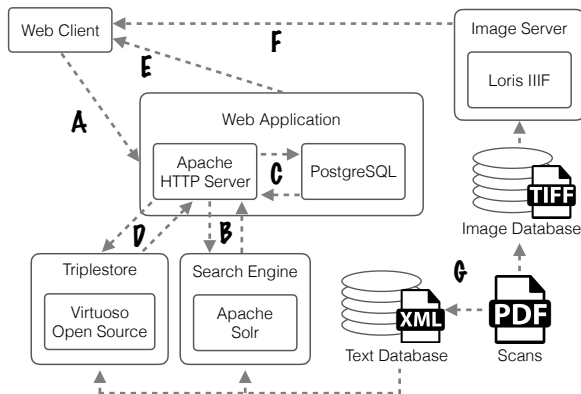 Web Client
F
Image Server
E
Loris IIIF
A
Web Application
Apache
HTTP Server
C
PostgreSQL
TIFF
Image Database
D
B
G
Triplestore
Search Engine
Virtuoso
Open Source
Apache
Solr
XML
PDF
Text Database
Scans